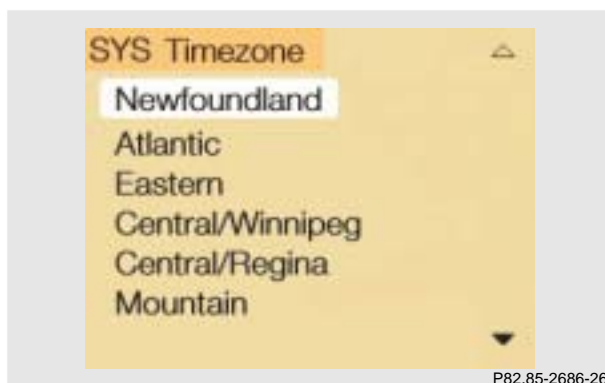 SYS Timezone
Newfoundland
Atlantic
Eastern
Central/Winnipeg
Central/Regina
Mountain
P82.85-2686-26